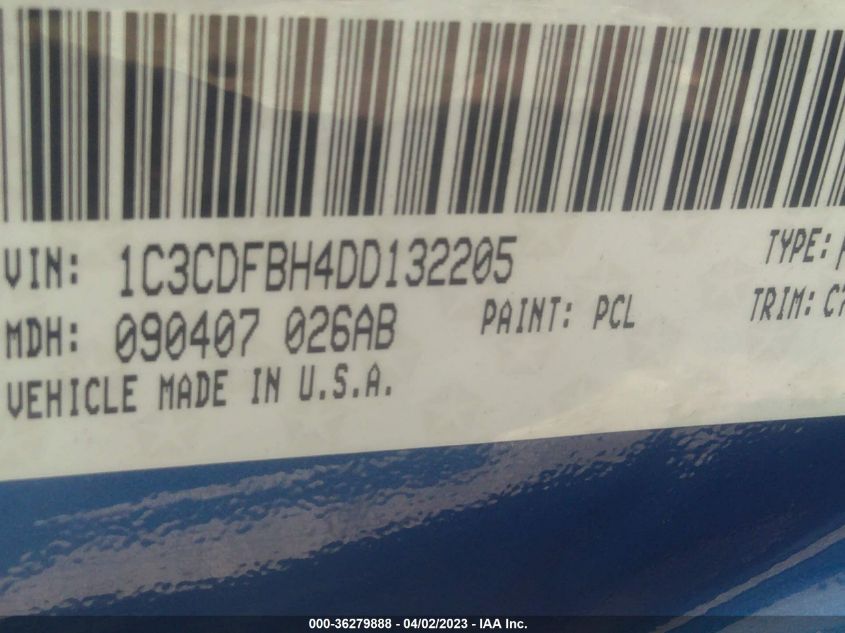 VIN: 1C3CDFBH4DD132205
TYPE:
MDH: 090407 026AB
PAINT: PCL
TRIM: C7
VEHICLE MADE IN U.S.A.
000-36279888 - 04/02/2023 - IAA Inc.